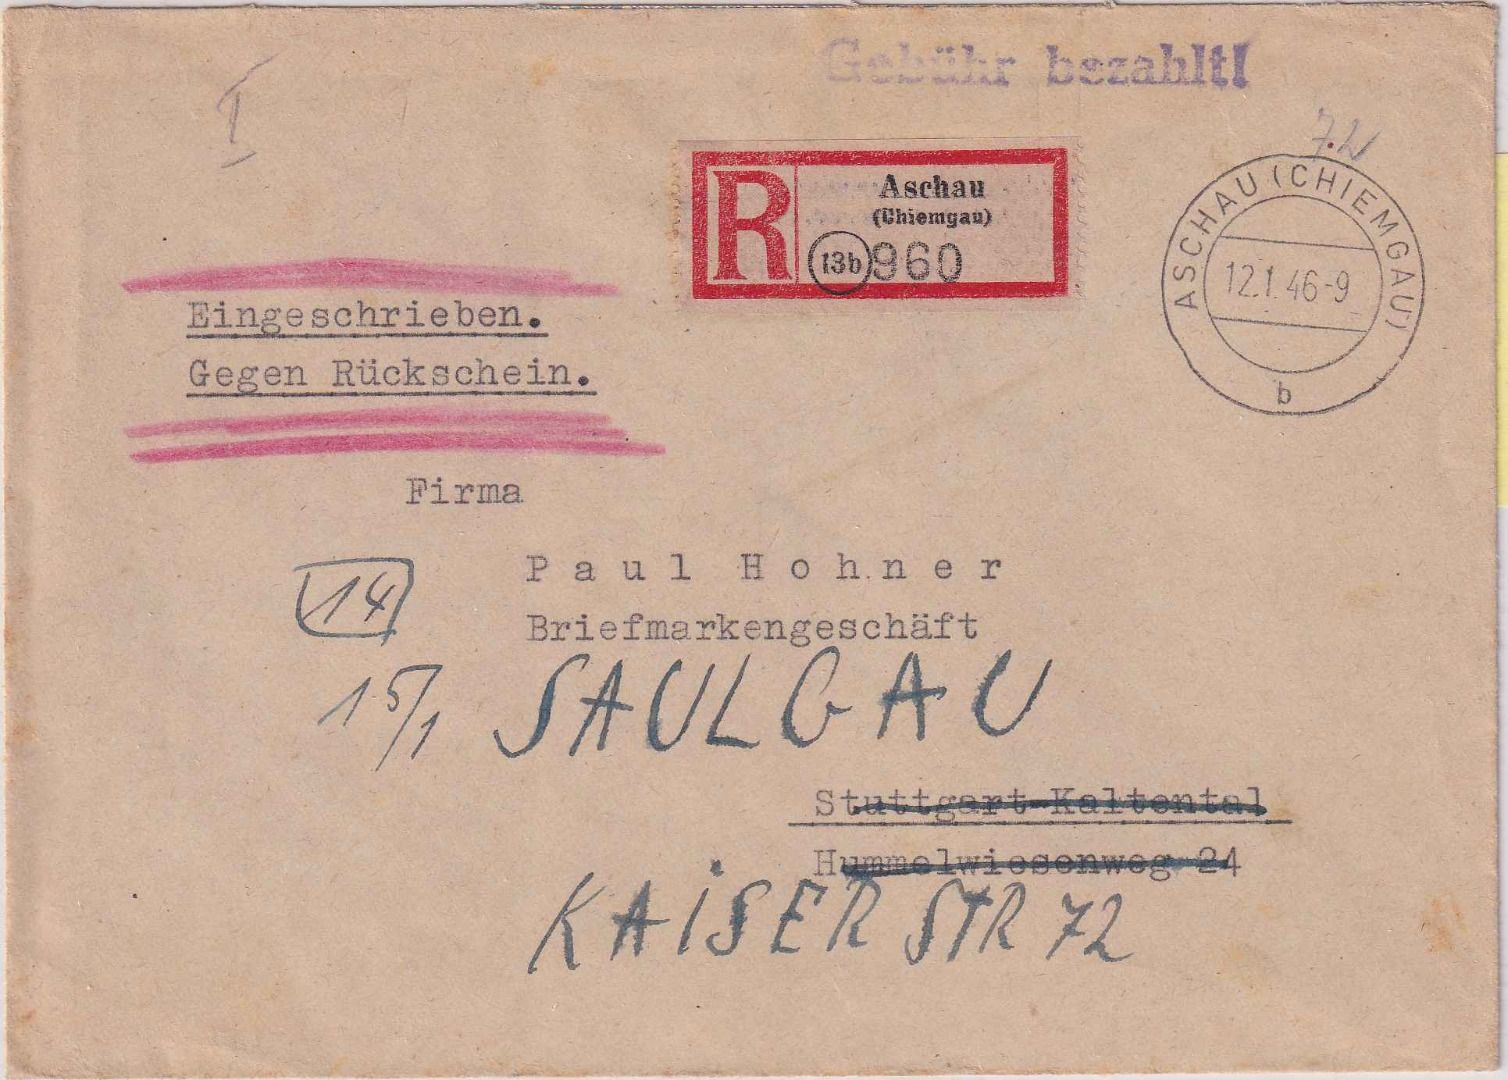 I
Gebühr bezahlt!
R
Aschau
(Chiemgau)
13b 960
ASCHAU (CHIEMGAU)
12.1.46-9
b
Eingeschrieben.
Gegen Rückschein.
Firma
Paul Hohner
14
Briefmarkengeschäft
15/1 SAULGAU
Stuttgart-Kaltental
Hummelwiesenweg 24
KAiSER STR 72